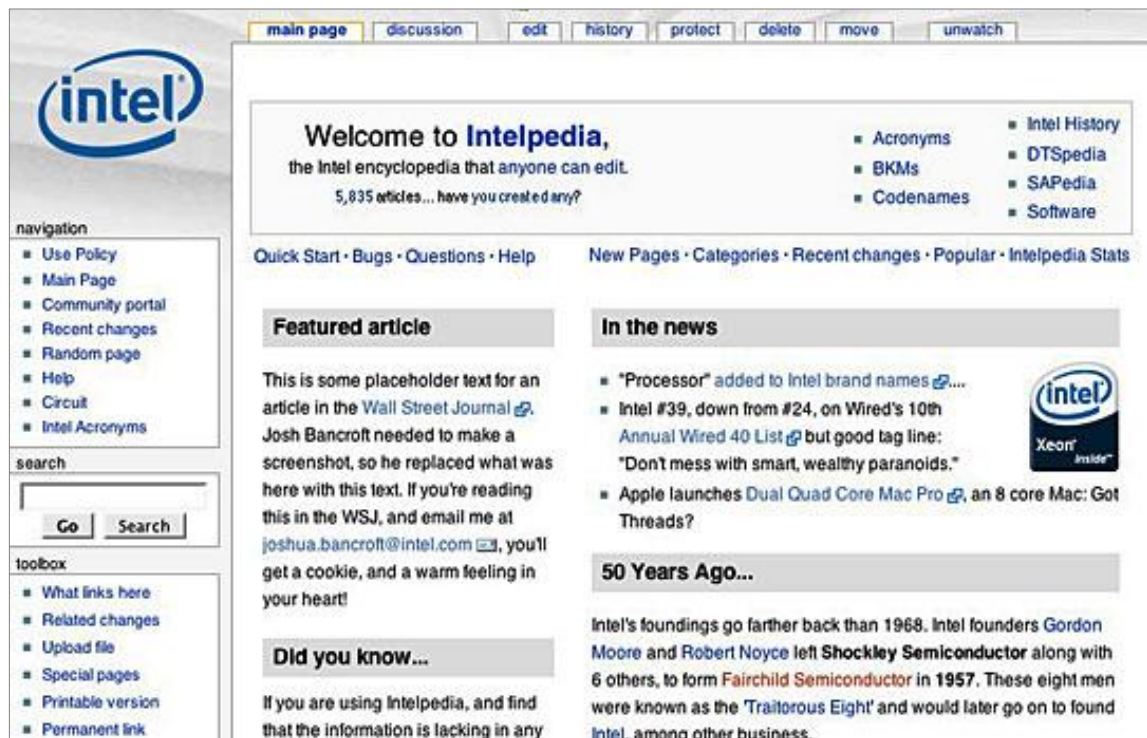 main page
discussion
edit
history
protect
delete
move
unwatch
intel
Welcome to Intelpedia,
the Intel encyclopedia that anyone can edit.
5,835 articles... have you created any?
Acronyms
BKMs
Codenames
Intel History
DTSpedia
SAPedia
Software
navigation
Use Policy
Main Page
Community portal
Recent changes
Random page
Help
Circuit
Intel Acronyms
search
Go
Search
toolbox
What links here
Related changes
Upload file
Special pages
Printable version
Permanent link
Quick Start · Bugs · Questions · Help
New Pages · Categories · Recent changes · Popular · Intelpedia Stats
Featured article
This is some placeholder text for an
article in the Wall Street Journal.
Josh Bancroft needed to make a
screenshot, so he replaced what was
here with this text. If you're reading
this in the WSJ, and email me at
joshua.bancroft@intel.com, you'll
get a cookie, and a warm feeling in
your heart!
Did you know...
If you are using Intelpedia, and find
that the information is lacking in any
In the news
"Processor" added to Intel brand names ....
Intel #39, down from #24, on Wired's 10th
Annual Wired 40 List but good tag line:
"Don't mess with smart, wealthy paranoids."
Apple launches Dual Quad Core Mac Pro, an 8 core Mac: Got
Threads?
intel
Xeon
inside™
50 Years Ago...
Intel's foundings go farther back than 1968. Intel founders Gordon
Moore and Robert Noyce left Shockley Semiconductor along with
6 others, to form Fairchild Semiconductor in 1957. These eight men
were known as the 'Traitorous Eight' and would later go on to found
Intel, among other business.